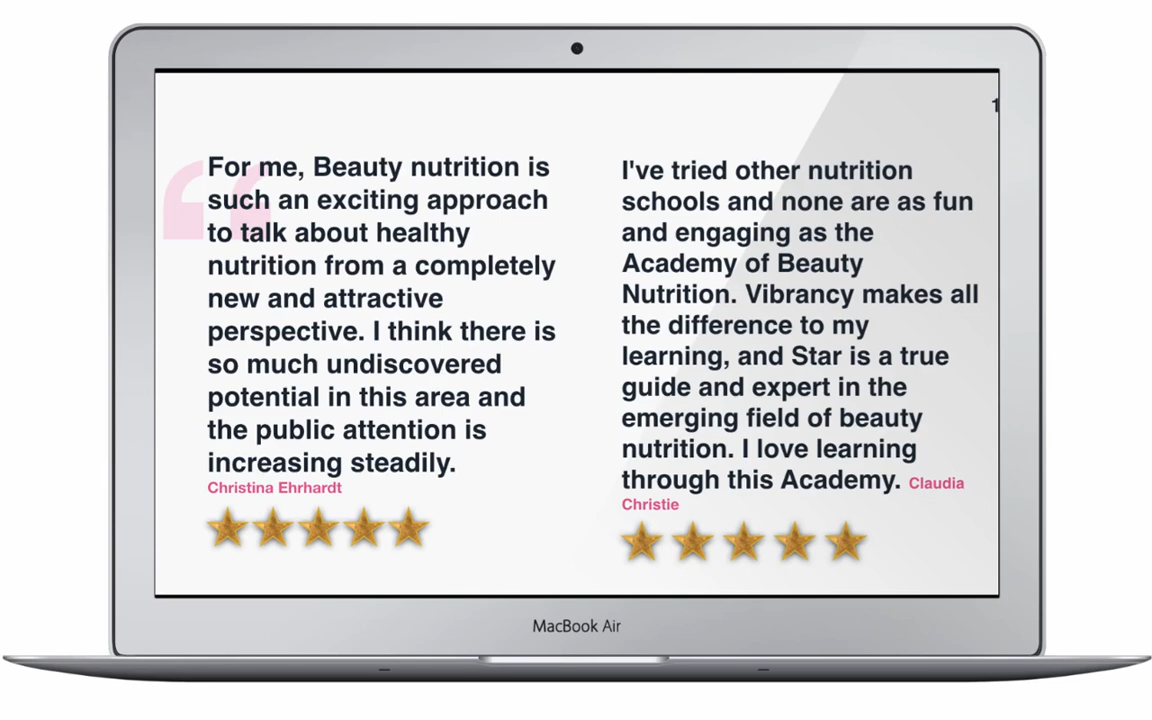 1
For me, Beauty nutrition is
such an exciting approach
to talk about healthy
nutrition from a completely
new and attractive
perspective. I think there is
so much undiscovered
potential in this area and
the public attention is
increasing steadily.
Christina Ehrhardt
I've tried other nutrition
schools and none are as fun
and engaging as the
Academy of Beauty
Nutrition. Vibrancy makes all
the difference to my
learning, and Star is a true
guide and expert in the
emerging field of beauty
nutrition. I love learning
through this Academy. Claudia
Christie
MacBook Air